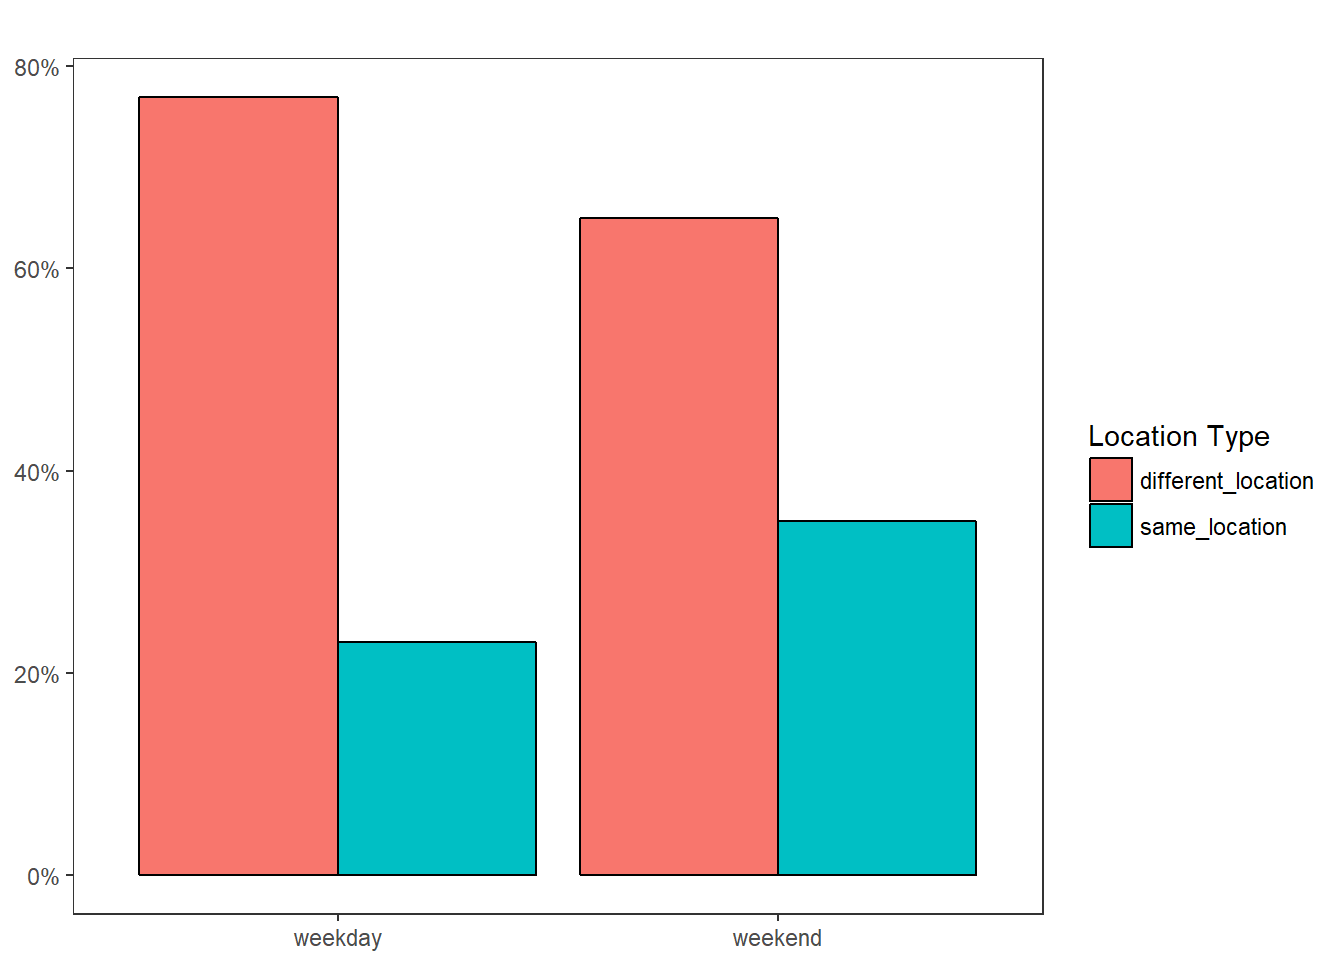 80%
60%
40%
20%
0%
weekday
weekend
Location Type
different_location
same_location